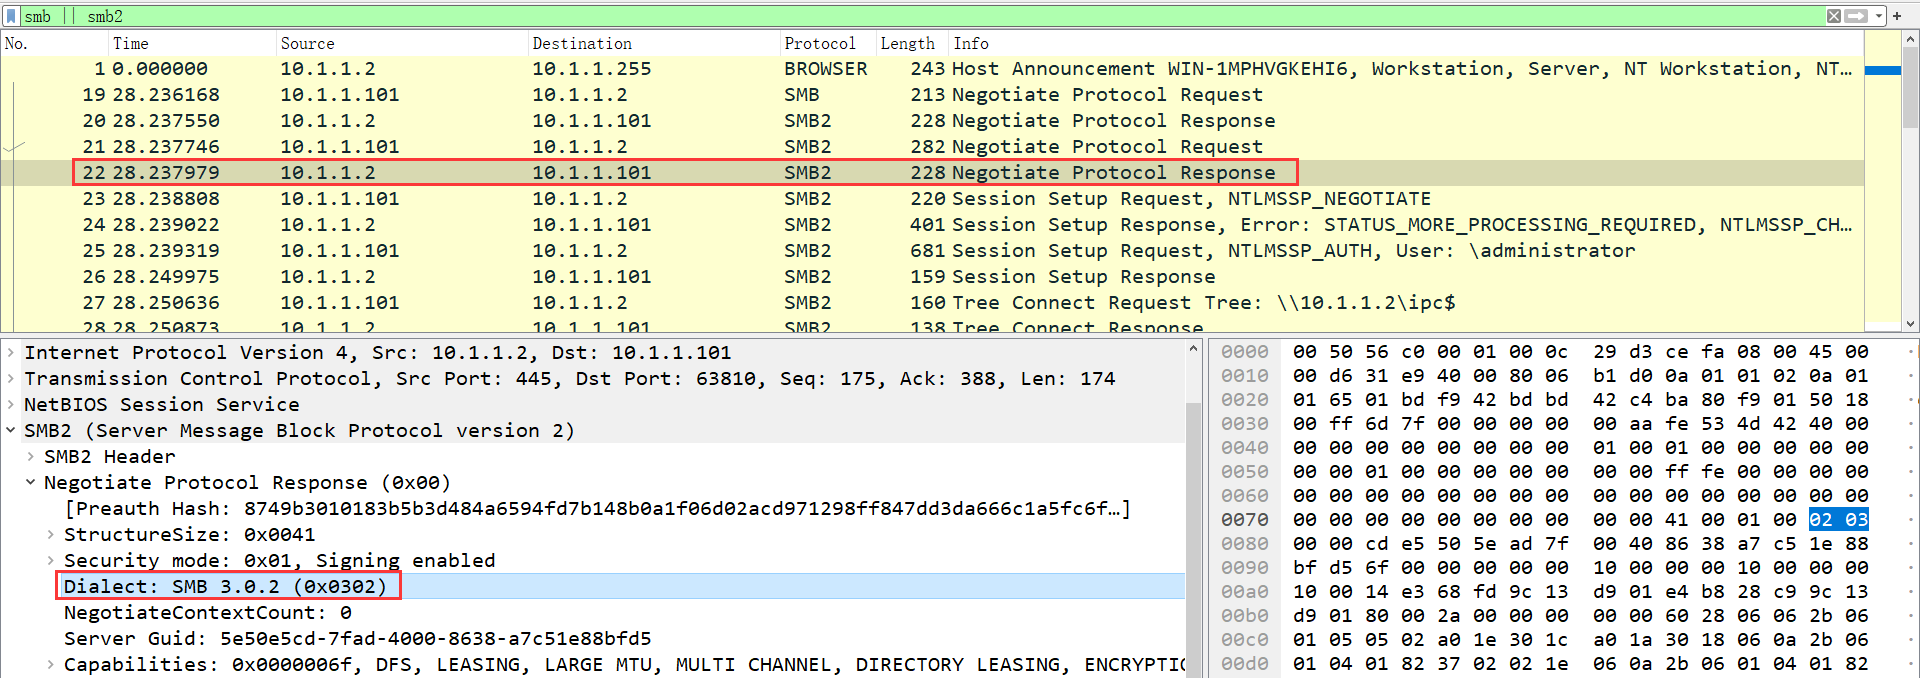 smb || smb2
No. Time Source Destination Protocol Length Info
1 0.000000 10.1.1.2 10.1.1.255 BROWSER 243 Host Announcement WIN-1MPHVGKEHI6, Workstation, Server, NT Workstation, NT…
19 28.236168 10.1.1.101 10.1.1.2 SMB 213 Negotiate Protocol Request
20 28.237550 10.1.1.2 10.1.1.101 SMB2 228 Negotiate Protocol Response
21 28.237746 10.1.1.101 10.1.1.2 SMB2 282 Negotiate Protocol Request
22 28.237979 10.1.1.2 10.1.1.101 SMB2 228 Negotiate Protocol Response
23 28.238808 10.1.1.101 10.1.1.2 SMB2 220 Session Setup Request, NTLMSSP_NEGOTIATE
24 28.239022 10.1.1.2 10.1.1.101 SMB2 401 Session Setup Response, Error: STATUS_MORE_PROCESSING_REQUIRED, NTLMSSP_CH…
25 28.239319 10.1.1.101 10.1.1.2 SMB2 681 Session Setup Request, NTLMSSP_AUTH, User: \administrator
26 28.249975 10.1.1.2 10.1.1.101 SMB2 159 Session Setup Response
27 28.250636 10.1.1.101 10.1.1.2 SMB2 160 Tree Connect Request Tree: \\10.1.1.2\ipc$
28 28.250873 10.1.1.2 10.1.1.101 SMB2 138 Tree Connect Response
Internet Protocol Version 4, Src: 10.1.1.2, Dst: 10.1.1.101
Transmission Control Protocol, Src Port: 445, Dst Port: 63810, Seq: 175, Ack: 388, Len: 174
NetBIOS Session Service
SMB2 (Server Message Block Protocol version 2)
SMB2 Header
Negotiate Protocol Response (0x00)
[Preauth Hash: 8749b3010183b5b3d484a6594fd7b148b0a1f06d02acd971298ff847dd3da666c1a5fc6f…]
StructureSize: 0x0041
Security mode: 0x01, Signing enabled
Dialect: SMB 3.0.2 (0x0302)
NegotiateContextCount: 0
Server Guid: 5e50e5cd-7fad-4000-8638-a7c51e88bfd5
Capabilities: 0x0000006f, DFS, LEASING, LARGE MTU, MULTI CHANNEL, DIRECTORY LEASING, ENCRYPTIO
0000 00 50 56 c0 00 01 00 0c 29 d3 ce fa 08 00 45 00
0010 00 d6 31 e9 40 00 80 06 b1 d0 0a 01 01 02 0a 01
0020 01 65 01 bd f9 42 bd bd 42 c4 ba 80 f9 01 50 18
0030 00 ff 6d 7f 00 00 00 00 00 aa fe 53 4d 42 40 00
0040 00 00 00 00 00 00 00 00 01 00 01 00 00 00 00 00
0050 00 00 01 00 00 00 00 00 00 00 ff fe 00 00 00 00
0060 00 00 00 00 00 00 00 00 00 00 00 00 00 00 00 00
0070 00 00 00 00 00 00 00 00 00 00 41 00 01 00 02 03
0080 00 00 cd e5 50 5e ad 7f 00 40 86 38 a7 c5 1e 88
0090 bf d5 6f 00 00 00 00 00 10 00 00 00 10 00 00 00
00a0 10 00 14 e3 68 fd 9c 13 d9 01 e4 b8 28 c9 9c 13
00b0 d9 01 80 00 2a 00 00 00 00 00 60 28 06 06 2b 06
00c0 01 05 05 02 a0 1e 30 1c a0 1a 30 18 06 0a 2b 06
00d0 01 04 01 82 37 02 02 1e 06 0a 2b 06 01 04 01 82